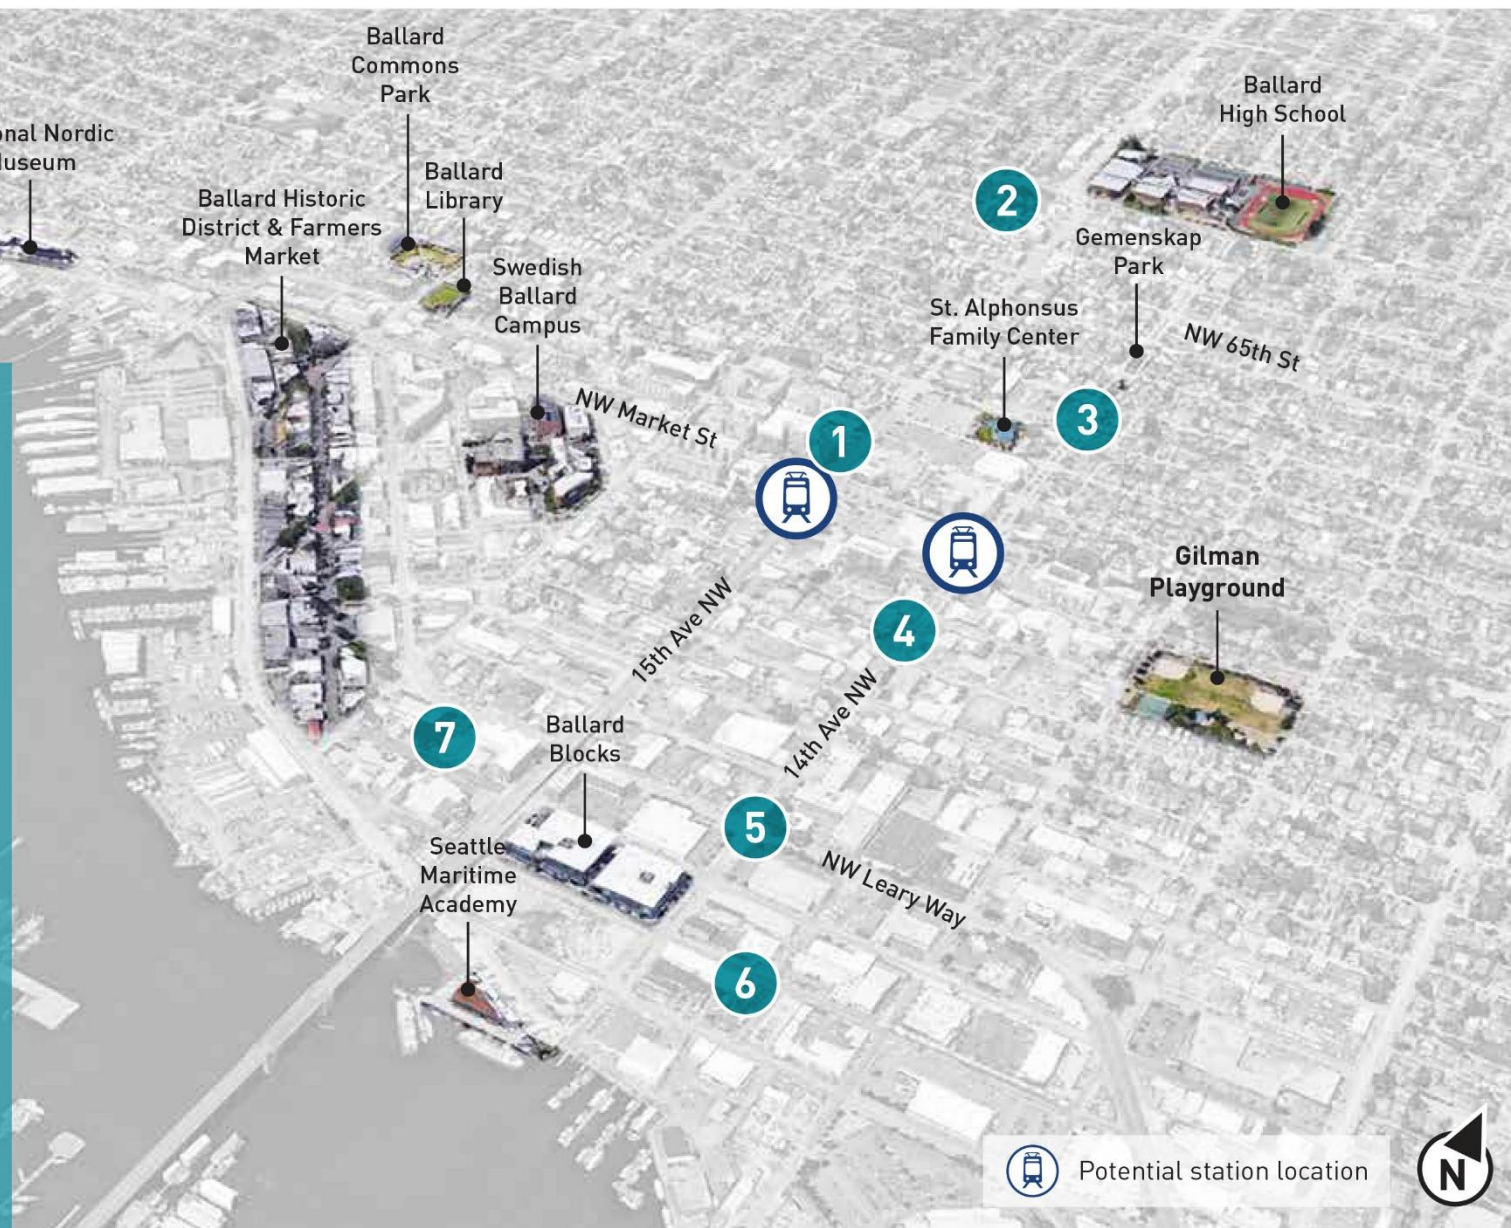 Ballard
Commons
Park
onal Nordic
useum
Ballard
Library
Ballard Historic
District & Farmers
Market
Swedish
Ballard
Campus
Ballard
High School
2
Gemenskap
Park
St. Alphonsus
Family Center
NW 65th St
NW Market St
1
3
Gilman
Playground
15th Ave NW
4
14th Ave NW
7
Ballard
Blocks
5
Seattle
Maritime
Academy
NW Leary Way
6
Potential station location
N